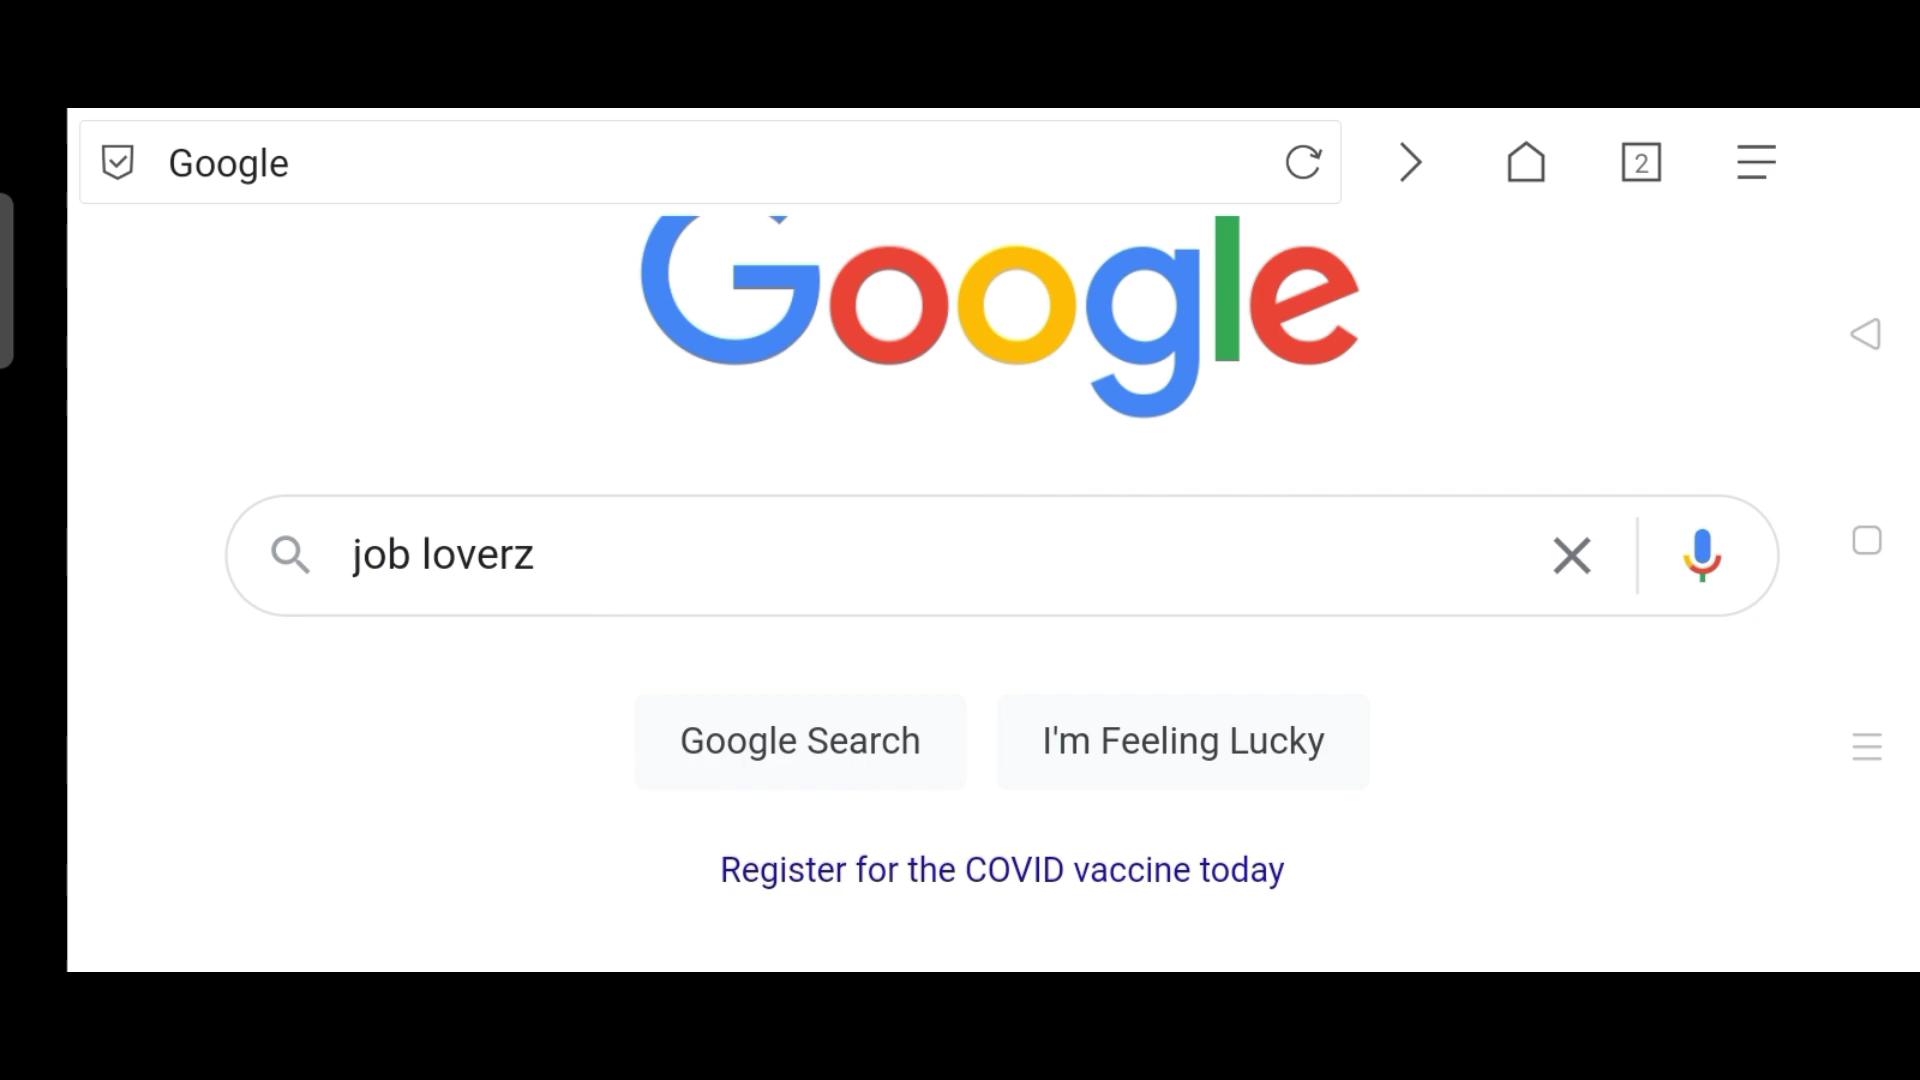 Google
2
Google
job loverz
Google Search
I'm Feeling Lucky
Register for the COVID vaccine today